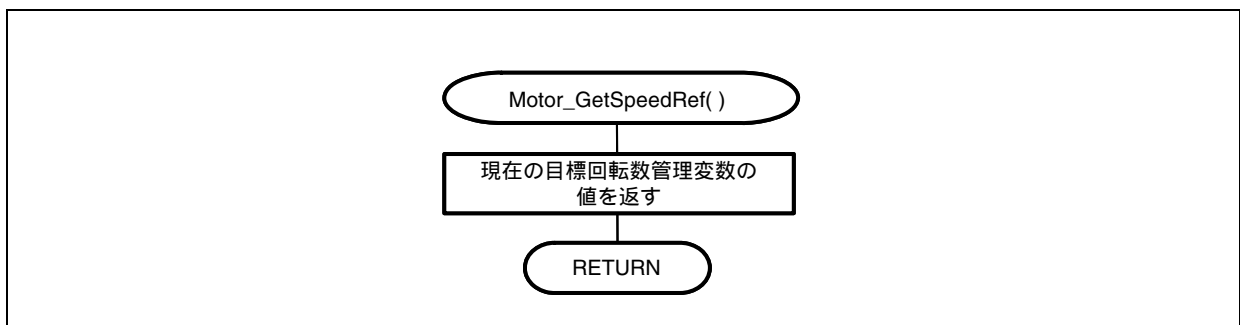 Motor_GetSpeedRef( )
現在の目標回転数管理変数の
値を返す
RETURN